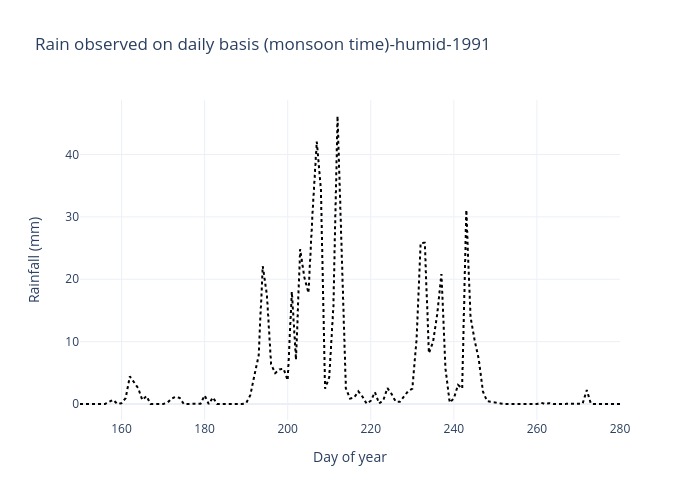 Rain observed on daily basis (monsoon time)-humid-1991
Rainfall (mm)
40
30
20
10
0
160 180 200 220 240 260 280
Day of year